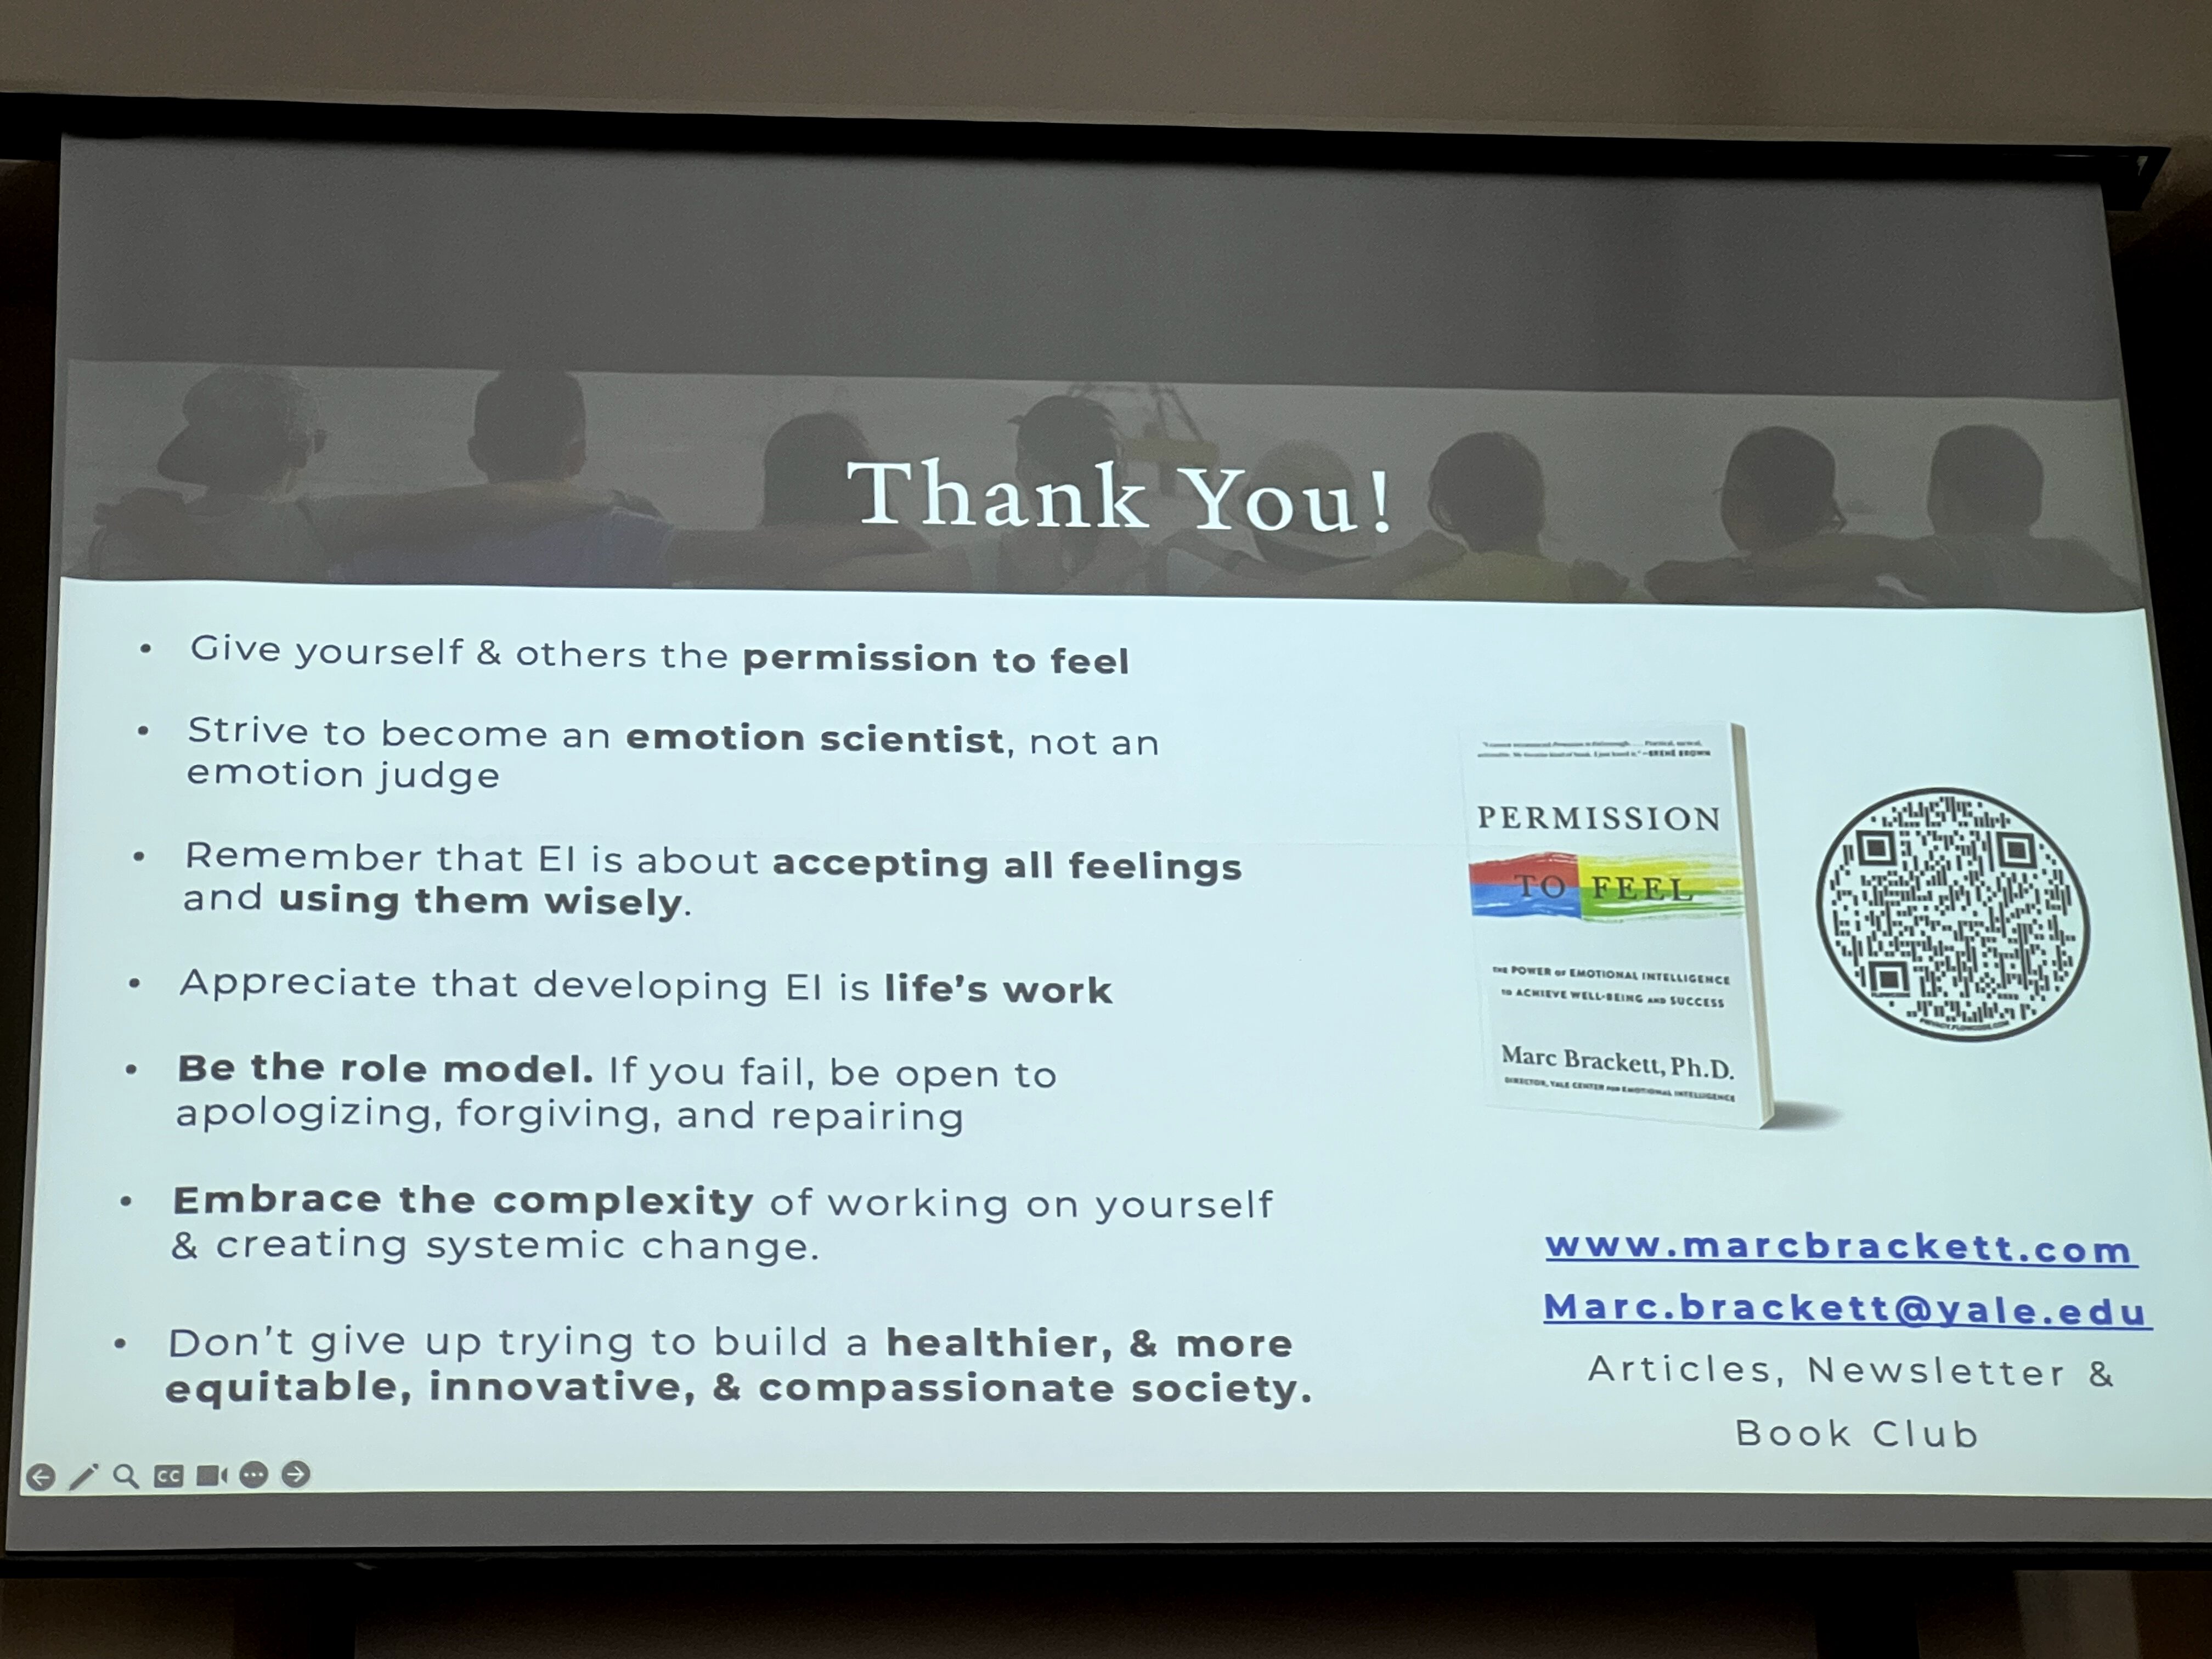 Thank You!
• Give yourself & others the permission to feel
• Strive to become an emotion scientist, not an
emotion judge
• Remember that EI is about accepting all feelings
and using them wisely.
• Appreciate that developing EI is life's work
• Be the role model. If you fail, be open to
apologizing, forgiving, and repairing
• Embrace the complexity of working on yourself
& creating systemic change.
• Don't give up trying to build a healthier, & more
equitable, innovative, & compassionate society.
—BRENÉ BROWN
PERMISSION
TO FEEL
THE POWER OF EMOTIONAL INTELLIGENCE
TO ACHIEVE WELL-BEING AND SUCCESS
Marc Brackett, Ph.D.
DIRECTOR, YALE CENTER FOR EMOTIONAL INTELLIGENCE
FLOWCODE
PRIVACY.FLOWCODE.COM
www.marcbrackett.com
Marc.brackett@yale.edu
Articles, Newsletter &
Book Club
CC